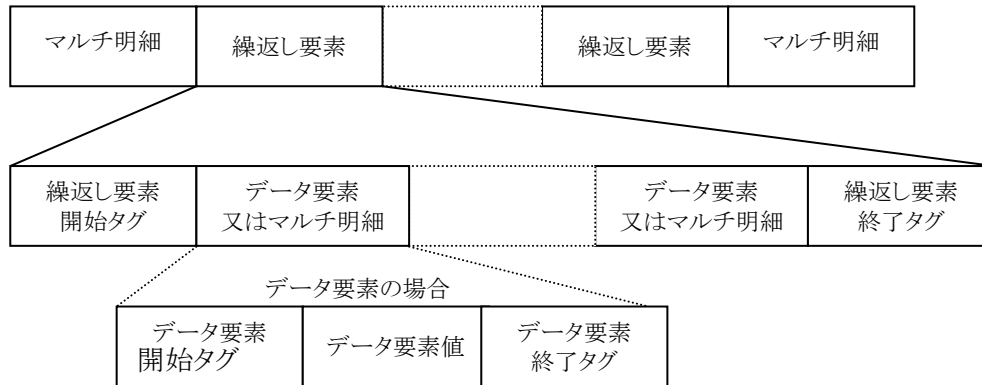 マルチ明細
繰返し要素
繰返し要素
マルチ明細
繰返し要素
開始タグ
データ要素
又はマルチ明細
データ要素
又はマルチ明細
繰返し要素
終了タグ
データ要素の場合
データ要素
開始タグ
データ要素値
データ要素
終了タグ